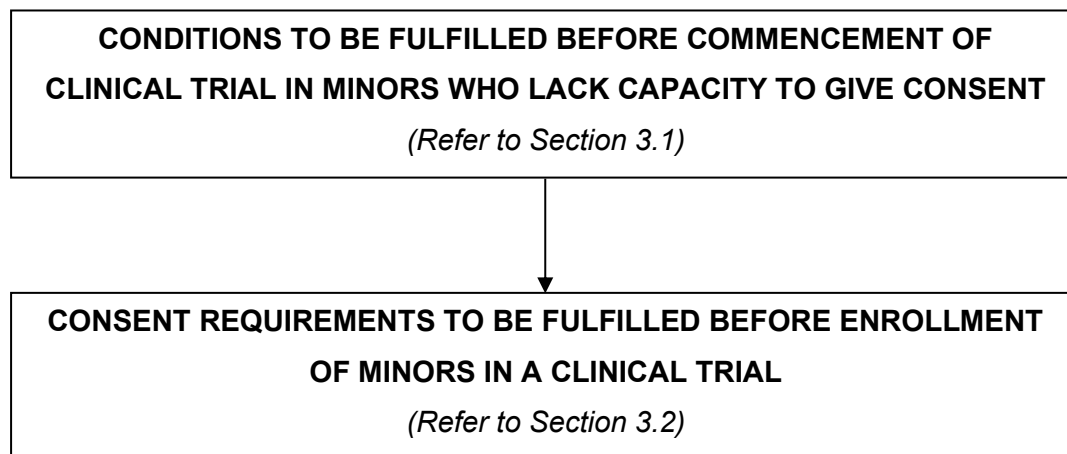 CONDITIONS TO BE FULFILLED BEFORE COMMENCEMENT OF
CLINICAL TRIAL IN MINORS WHO LACK CAPACITY TO GIVE CONSENT
(Refer to Section 3.1)
CONSENT REQUIREMENTS TO BE FULFILLED BEFORE ENROLLMENT
OF MINORS IN A CLINICAL TRIAL
(Refer to Section 3.2)